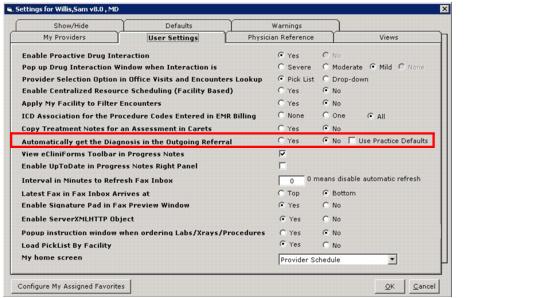 Settings for Willis,Sam v8.0 , MD
Show/Hide Defaults Warnings
My Providers User Settings Physician Reference Views
Enable Proactive Drug Interaction Yes No
Pop up Drug Interaction Window when Interaction is Severe Moderate Mild None
Provider Selection Option in Office Visits and Encounters Lookup Pick List Drop-down
Enable Centralized Resource Scheduling (Facility Based) Yes No
Apply My Facility to Filter Encounters Yes No
ICD Association for the Procedure Codes Entered in EMR Billing None One All
Copy Treatment Notes for an Assessment in Carets Yes No
Automatically get the Diagnosis in the Outgoing Referral Yes No Use Practice Defaults
View eCliniForms Toolbar in Progress Notes
Enable UpToDate in Progress Notes Right Panel
Interval in Minutes to Refresh Fax Inbox 0 0 means disable automatic refresh
Latest Fax in Fax Inbox Arrives at Top Bottom
Enable Signature Pad in Fax Preview Window Yes No
Enable ServerXMLHTTP Object Yes No
Popup instruction window when ordering Labs/Xrays/Procedures Yes No
Load PickList By Facility Yes No
My home screen Provider Schedule
Configure My Assigned Favorites OK Cancel